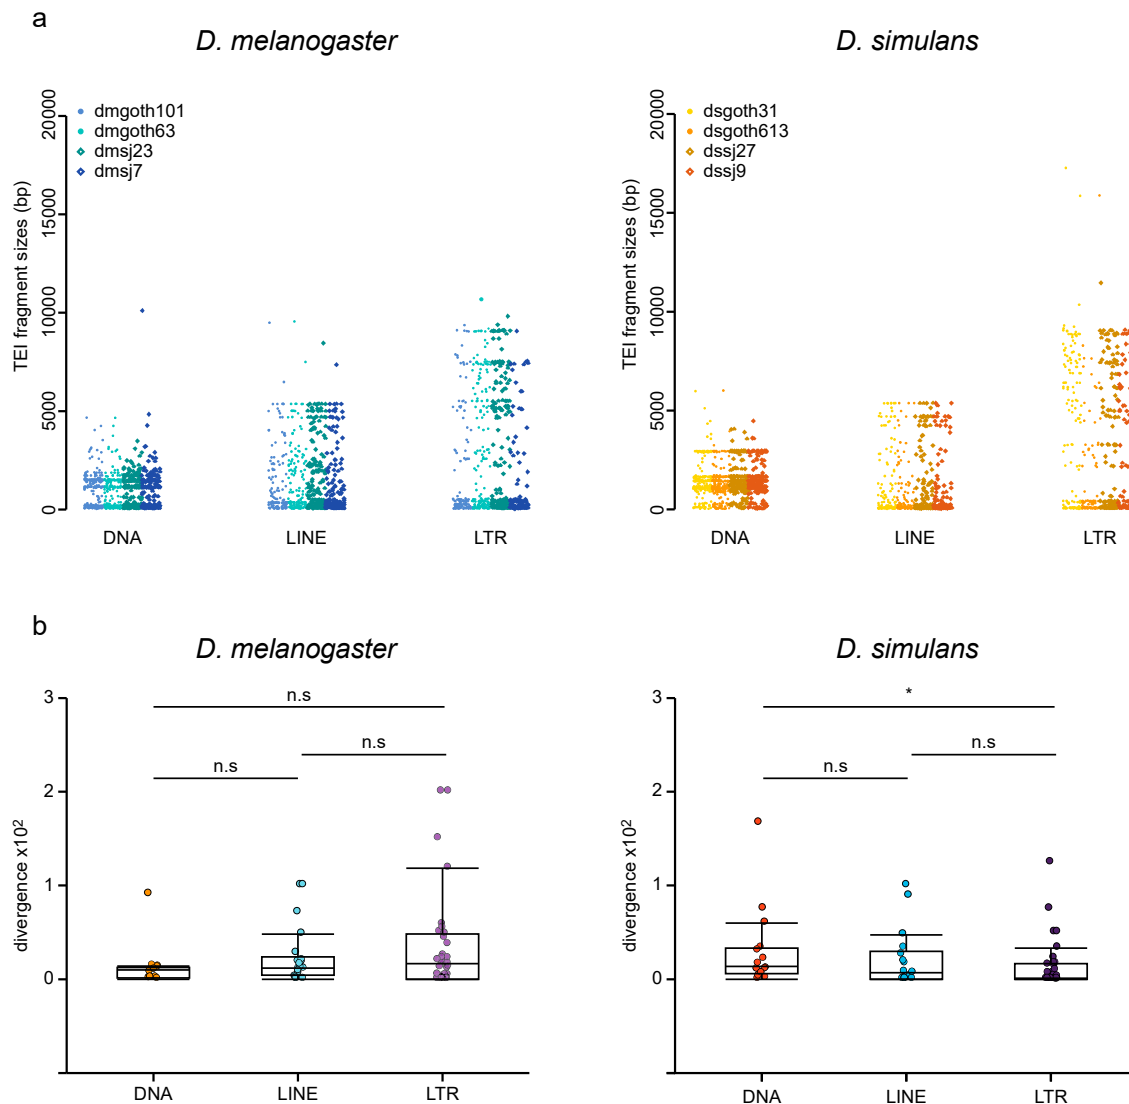 a
D. melanogaster
D. simulans
TEI fragment sizes (bp)
20000
15000
10000
5000
0
dmgoth101
dmgoth63
dmsj23
dmsj7
DNA
LINE
LTR
TEI fragment sizes (bp)
20000
15000
10000
5000
0
dsgoth31
dsgoth613
dssj27
dssj9
DNA
LINE
LTR
b
D. melanogaster
D. simulans
divergence x10²
3
2
1
0
n.s
n.s
n.s
DNA
LINE
LTR
divergence x10²
3
2
1
0
*
n.s
n.s
DNA
LINE
LTR